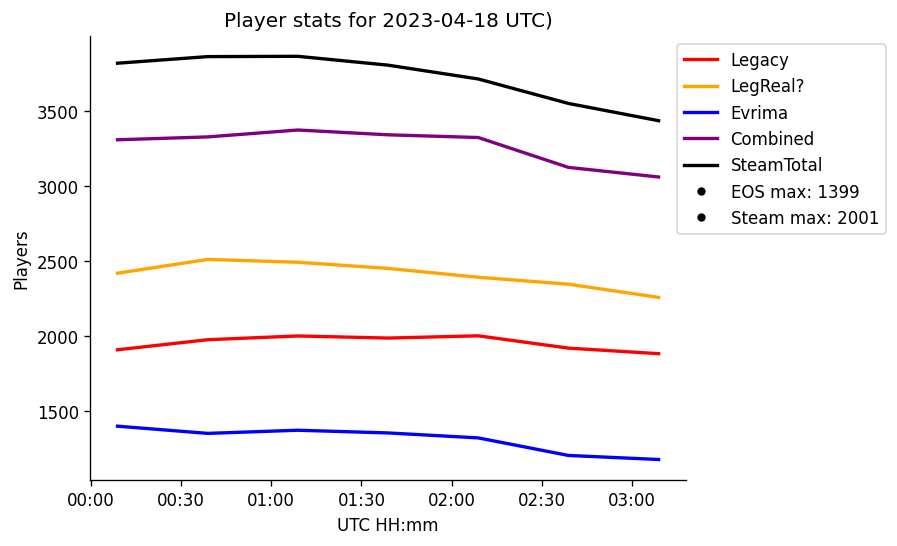 Player stats for 2023-04-18 UTC)
Legacy
LegReal?
Evrima
Combined
SteamTotal
EOS max: 1399
Steam max: 2001
Players
3500
3000
2500
2000
1500
00:00 00:30 01:00 01:30 02:00 02:30 03:00
UTC HH:mm